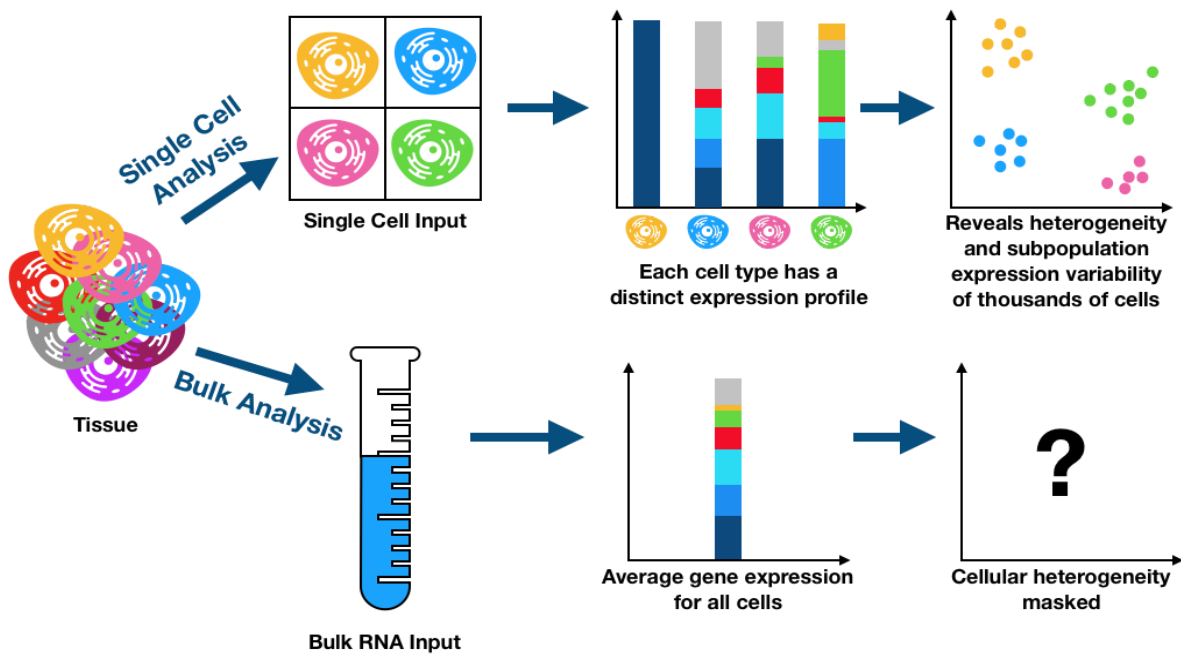 Single Cell
Analysis
Single Cell Input
Each cell type has a
distinct expression profile
Reveals heterogeneity
and subpopulation
expression variability
of thousands of cells
Tissue
Bulk Analysis
Bulk RNA Input
Average gene expression
for all cells
?
Cellular heterogeneity
masked